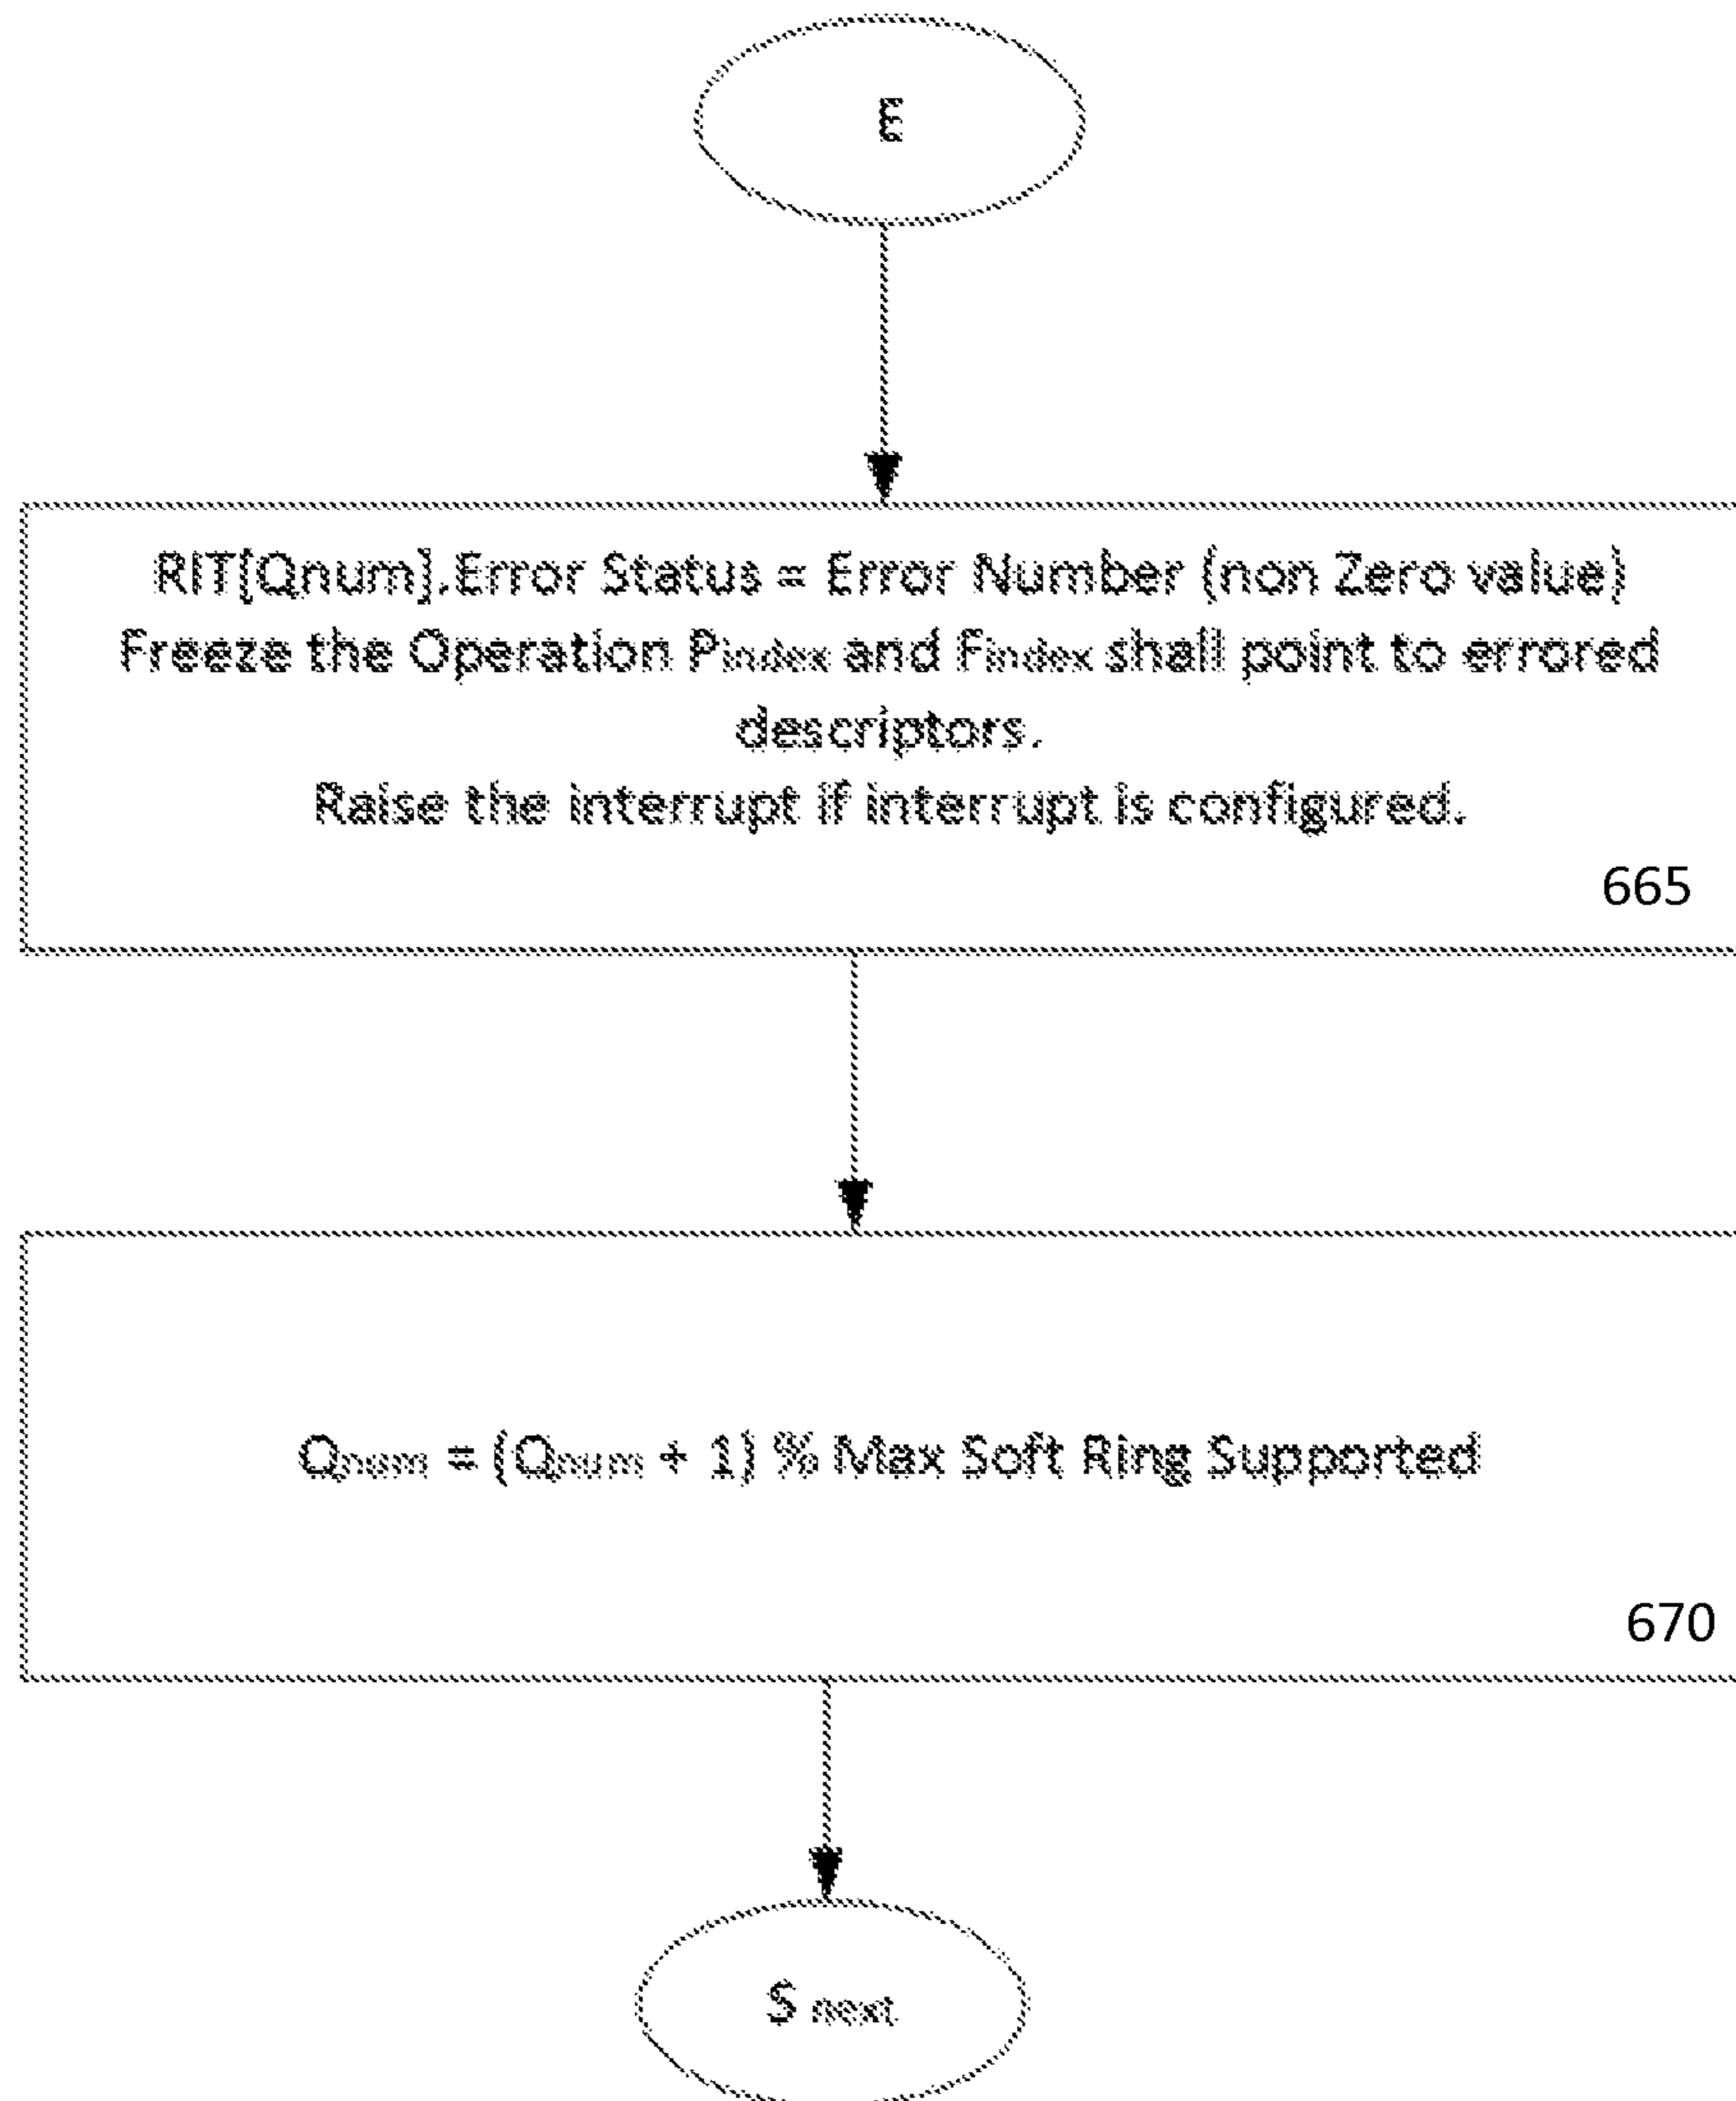 E
RIT[Qnum].Error Status = Error Number (non Zero value)
Freeze the Operation Pindex and Findex shall point to errored
descriptors.
Raise the interrupt if interrupt is configured.
665
Qnum = (Qnum + 1) % Max Soft Ring Supported
670
S next